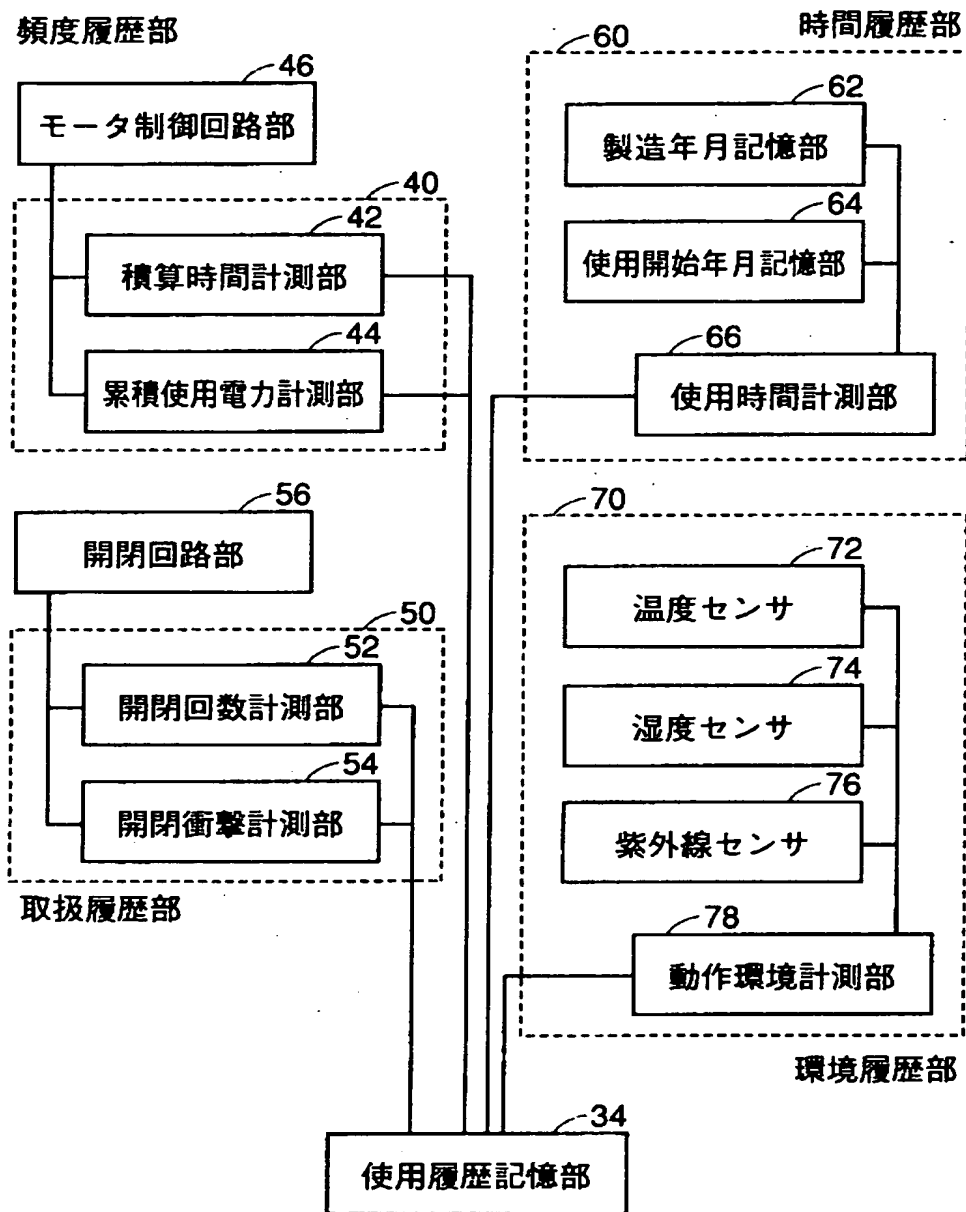 頻度履歴部
46
モータ制御回路部
40
42
積算時間計測部
44
累積使用電力計測部
56
開閉回路部
50
52
開閉回数計測部
54
開閉衝撃計測部
取扱履歴部
時間履歴部
60
62
製造年月記憶部
64
使用開始年月記憶部
66
使用時間計測部
70
72
温度センサ
74
湿度センサ
76
紫外線センサ
78
動作環境計測部
環境履歴部
34
使用履歴記憶部